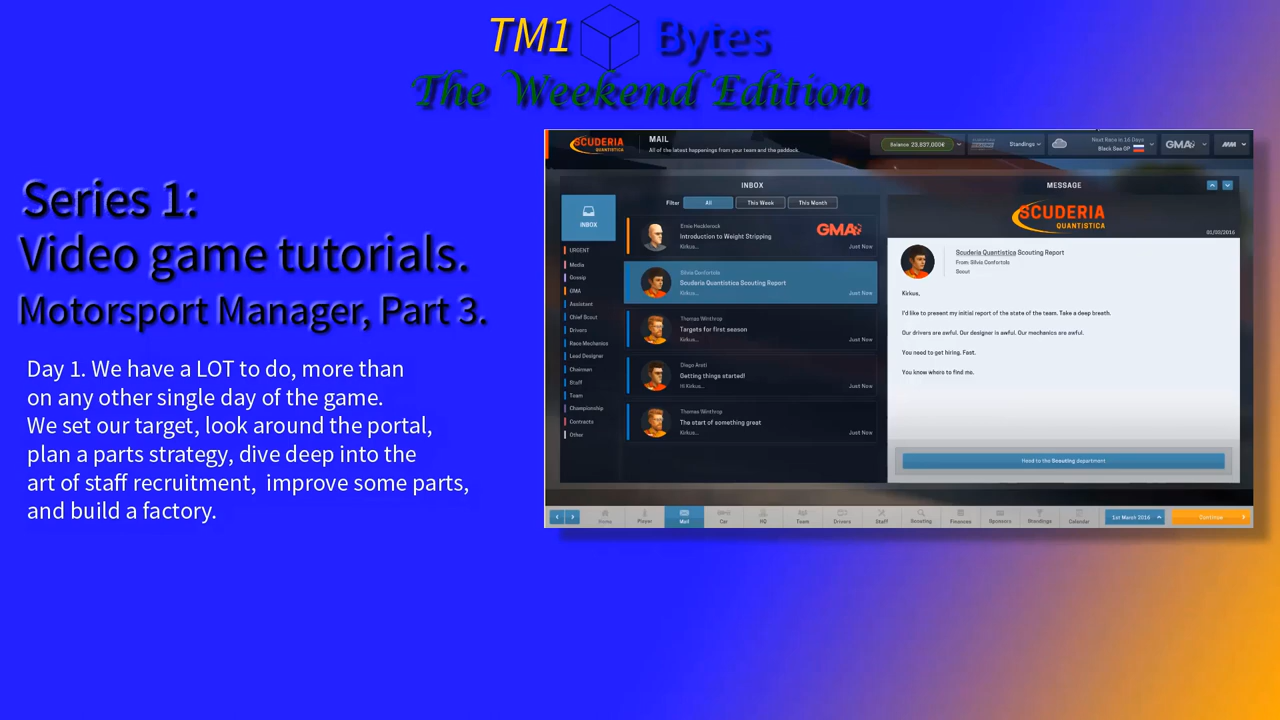 TM1 Bytes
The Weekend Edition
Series 1:
Video game tutorials.
Motorsport Manager, Part 3.
Day 1. We have a LOT to do, more than
on any other single day of the game.
We set our target, look around the portal,
plan a parts strategy, dive deep into the
art of staff recruitment, improve some parts,
and build a factory.
SCUDERIA
QUANTISTICA
MAIL
All of the latest happenings from your team and the paddock.
Balance 23,837,000€
Standings
Next Race in 16 Days
Black Sea GP
GMA
INBOX
Filter All This Week This Month
INBOX
URGENT
Media
Gossip
GMA
Assistant
Chief Scout
Drivers
Race Mechanics
Lead Designer
Chairman
Staff
Team
Championship
Contracts
Other
Ernie Hecklerock
Introduction to Weight Stripping
Kirkus...
GMA
Just Now
Silvia Confortola
Scuderia Quantistica Scouting Report
Kirkus...
Just Now
Thomas Winthrop
Targets for first season
Kirkus...
Just Now
Diego Arati
Getting things started!
Hi Kirkus...
Just Now
Thomas Winthrop
The start of something great
Kirkus...
Just Now
MESSAGE
SCUDERIA
QUANTISTICA
01/03/2016
Scuderia Quantistica Scouting Report
From: Silvia Confortola
Scout
Kirkus,
I'd like to present my initial report of the state of the team. Take a deep breath.
Our drivers are awful. Our designer is awful. Our mechanics are awful.
You need to get hiring. Fast.
You know where to find me.
Head to the Scouting department
Home Player Mail Car HQ Team Drivers Staff Scouting Finances Sponsors Standings Calendar
1st March 2016
Continue